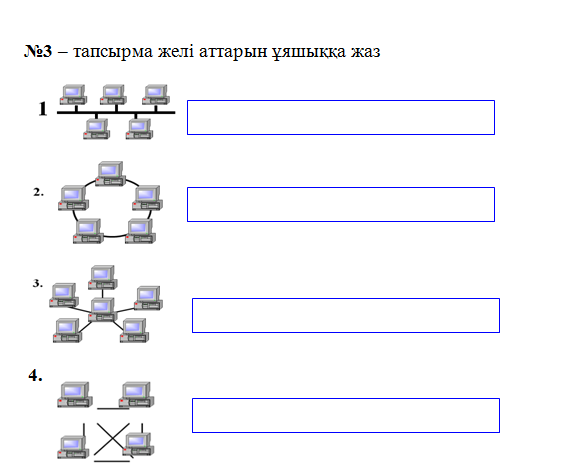 №3 – тапсырма желі аттарын ұяшыққа жаз
1
2.
3.
4.